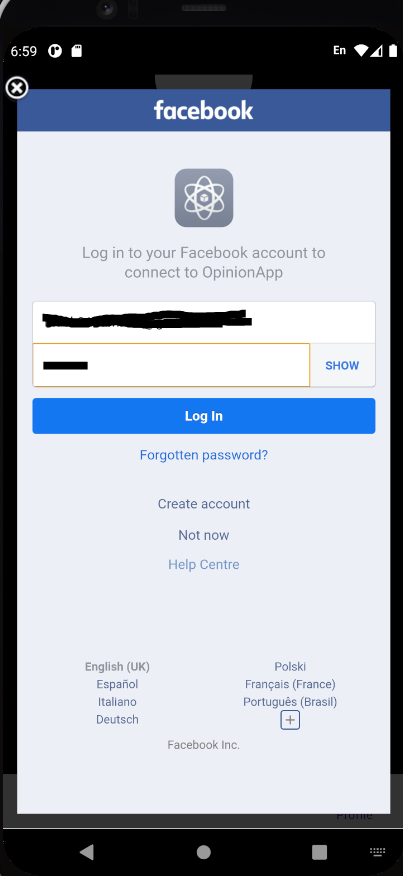 6:59
En
facebook
Log in to your Facebook account to
connect to OpinionApp
SHOW
Log In
Forgotten password?
Create account
Not now
Help Centre
English (UK)
Polski
Español
Français (France)
Italiano
Português (Brasil)
Deutsch
Facebook Inc.
Profile